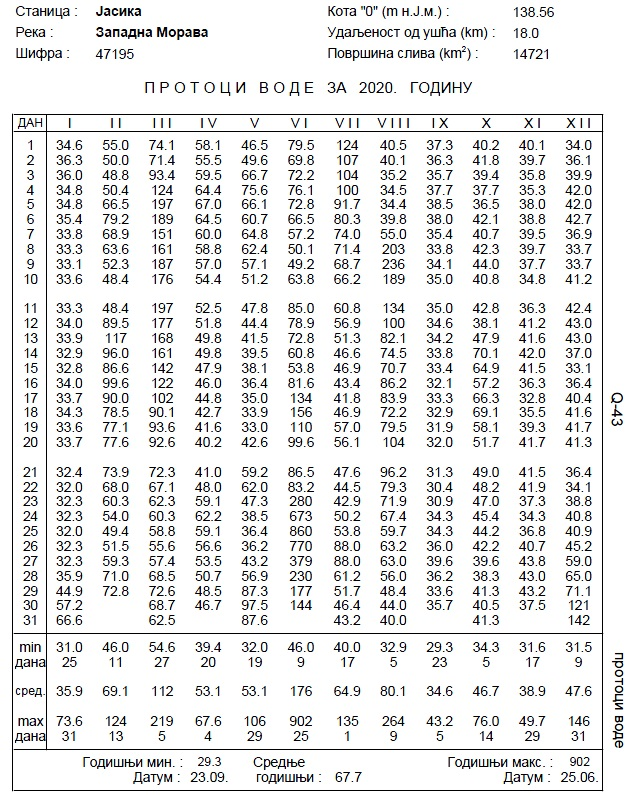 Станица : Јасика Кота "0" (m н.Ј.м.) : 138.56
Река : Западна Морава Удаљеност од ушћа (km) : 18.0
Шифра : 47195 Површина слива (km²) : 14721
ПРОТОЦИ ВОДЕ ЗА 2020. ГОДИНУ
ДАН I II III IV V VI VII VIII IX X XI XII
1 34.6 55.0 74.1 58.1 46.5 79.5 124 40.5 37.3 40.2 40.1 34.0
2 36.3 50.0 71.4 55.5 49.6 69.8 107 40.1 36.3 41.8 39.7 36.1
3 36.0 48.8 93.4 59.5 66.7 72.2 104 35.2 35.7 39.4 35.8 39.9
4 34.8 50.4 124 64.4 75.6 76.1 100 34.5 37.7 37.7 35.3 42.0
5 34.8 66.5 197 67.0 66.1 72.8 91.7 34.4 38.5 36.5 38.0 42.0
6 35.4 79.2 189 64.5 60.7 66.5 80.3 39.8 38.0 42.1 38.8 42.7
7 33.8 68.9 151 60.0 64.8 57.2 74.0 55.0 35.4 40.7 39.5 36.9
8 33.3 63.6 161 58.8 62.4 50.1 71.4 203 33.8 42.3 39.7 33.7
9 33.1 52.3 187 57.0 57.1 49.2 68.7 236 34.1 44.0 37.7 33.7
10 33.6 48.4 176 54.4 51.2 63.8 66.2 189 35.0 40.8 34.8 41.2
11 33.3 48.4 197 52.5 47.8 85.0 60.8 134 35.0 42.8 36.3 42.4
12 34.0 89.5 177 51.8 44.4 78.9 56.9 100 34.6 38.1 41.2 43.0
13 33.9 117 168 49.8 41.5 72.8 51.3 82.1 34.2 47.9 41.6 43.0
14 32.9 96.0 161 49.8 39.5 60.8 46.6 74.5 33.8 70.1 42.0 37.0
15 32.8 86.6 142 47.9 38.1 53.8 46.9 70.7 33.4 64.9 41.5 33.1
16 34.0 99.6 122 46.0 36.4 81.6 43.4 86.2 32.1 57.2 36.3 36.4
17 33.7 90.0 102 44.8 35.0 134 41.8 83.9 33.3 66.3 32.8 40.4
18 34.3 78.5 90.1 42.7 33.9 156 46.9 72.2 32.9 69.1 35.5 41.6
19 33.6 77.1 93.6 41.6 33.0 110 57.0 79.5 31.9 58.1 39.3 41.7
20 33.7 77.6 92.6 40.2 42.6 99.6 56.1 104 32.0 51.7 41.7 41.3
21 32.4 73.9 72.3 41.0 59.2 86.5 47.6 96.2 31.3 49.0 41.5 36.4
22 32.0 68.0 67.1 48.0 62.0 83.2 44.5 79.3 30.4 48.2 41.9 34.1
23 32.3 60.3 62.3 59.1 47.3 280 42.9 71.9 30.9 47.0 37.3 38.8
24 32.3 54.0 60.3 62.2 38.5 673 50.2 67.4 34.3 45.4 34.3 40.8
25 32.0 49.4 58.8 59.1 36.4 860 53.8 59.7 34.3 44.2 36.8 40.9
26 32.3 51.5 55.6 56.6 36.2 770 88.0 63.2 36.0 42.2 40.7 45.2
27 32.3 59.3 57.4 53.5 43.2 379 88.0 63.0 39.6 39.6 43.8 59.0
28 35.9 71.0 68.5 50.7 56.9 230 61.2 56.0 36.2 38.3 43.0 65.0
29 44.9 72.8 72.6 48.5 87.3 177 51.7 48.4 33.6 41.3 43.2 71.1
30 57.2 68.7 46.7 97.5 144 46.4 44.0 35.7 40.5 37.5 121
31 66.6 62.5 87.6 43.2 40.0 41.3 142
min 31.0 46.0 54.6 39.4 32.0 46.0 40.0 32.9 29.3 34.3 31.6 31.5
дана 25 11 27 20 19 9 17 5 23 5 17 9
сред. 35.9 69.1 112 53.1 53.1 176 64.9 80.1 34.6 46.7 38.9 47.6
max 73.6 124 219 67.6 106 902 135 264 43.2 76.0 49.7 146
дана 31 13 5 4 29 25 1 9 4 14 29 31
Годишњи мин. : 29.3 Средње Годишњи макс. : 902
Датум : 23.09. годишњи : 67.7 Датум : 25.06.
Q-43
протоци воде